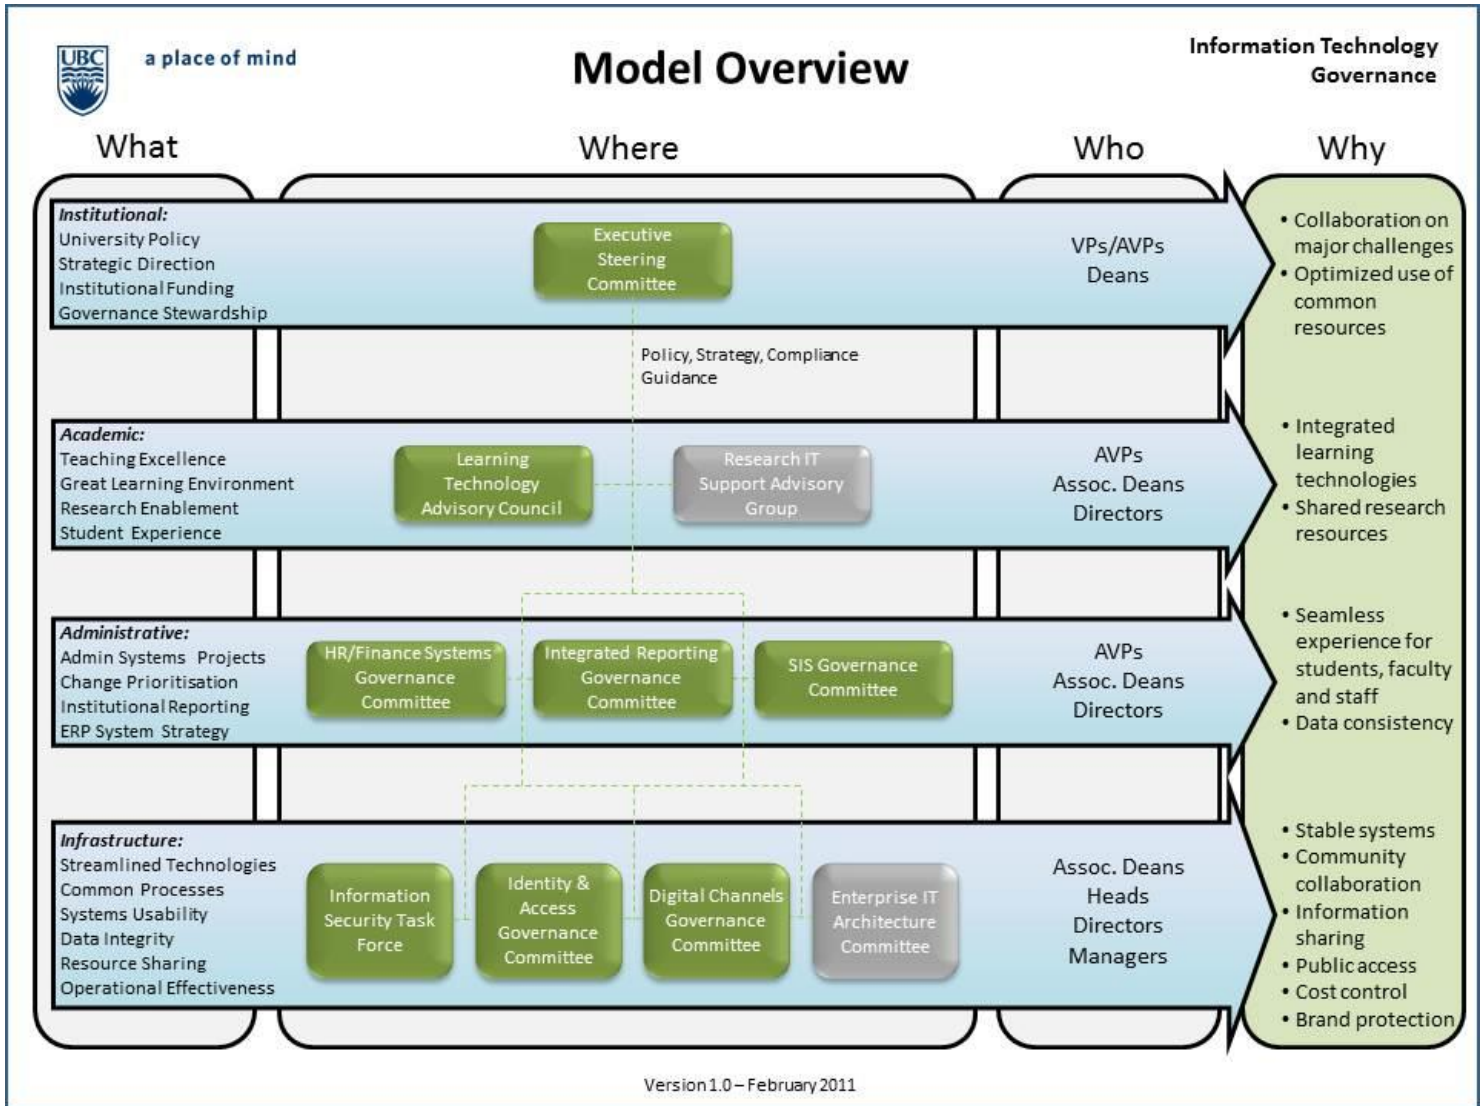 UBC
a place of mind
Model Overview
Information Technology
Governance
What
Where
Who
Why
Institutional:
University Policy
Strategic Direction
Institutional Funding
Governance Stewardship
Executive
Steering
Committee
VPs/AVPs
Deans
• Collaboration on
major challenges
• Optimized use of
common
resources
Policy, Strategy, Compliance
Guidance
Academic:
Teaching Excellence
Great Learning Environment
Research Enablement
Student Experience
Learning
Technology
Advisory Council
Research IT
Support Advisory
Group
AVPs
Assoc. Deans
Directors
• Integrated
learning
technologies
• Shared research
resources
Administrative:
Admin Systems Projects
Change Prioritisation
Institutional Reporting
ERP System Strategy
HR/Finance Systems
Governance
Committee
Integrated Reporting
Governance
Committee
SIS Governance
Committee
AVPs
Assoc. Deans
Directors
• Seamless
experience for
students, faculty
and staff
• Data consistency
Infrastructure:
Streamlined Technologies
Common Processes
Systems Usability
Data Integrity
Resource Sharing
Operational Effectiveness
Information
Security Task
Force
Identity &
Access
Governance
Committee
Digital Channels
Governance
Committee
Enterprise IT
Architecture
Committee
Assoc. Deans
Heads
Directors
Managers
• Stable systems
• Community
collaboration
• Information
sharing
• Public access
• Cost control
• Brand protection
Version 1.0 – February 2011